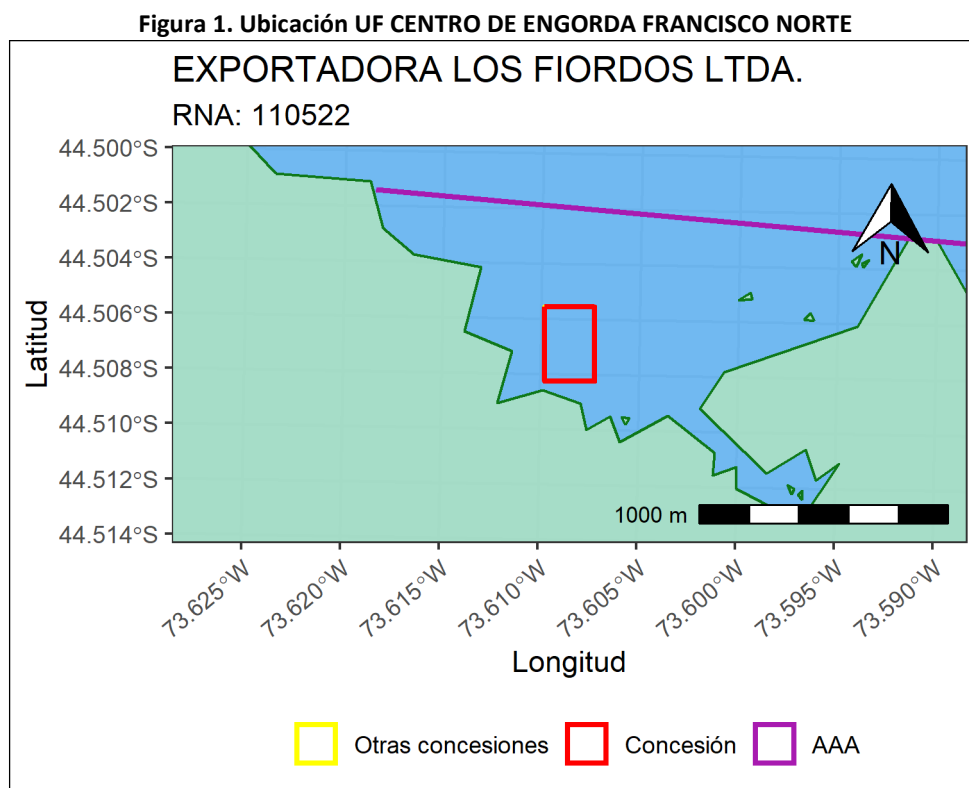 Figura 1. Ubicación UF CENTRO DE ENGORDA FRANCISCO NORTE
EXPORTADORA LOS FIORDOS LTDA.
RNA: 110522
44.500°S
44.502°S
44.504°S
44.506°S
44.508°S
44.510°S
44.512°S
44.514°S
Latitud
N
1000 m
73.625°W
73.620°W
73.615°W
73.610°W
73.605°W
73.600°W
73.595°W
73.590°W
Longitud
Otras concesiones
Concesión
AAA